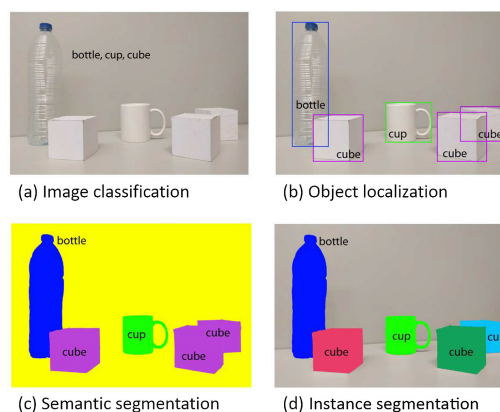 bottle, cup, cube
bottle
cup
cube
cube
cube
(a) Image classification
(b) Object localization
bottle
cup
cube
cube
cube
bottle
cup
cube
cube
cu
(c) Semantic segmentation
(d) Instance segmentation